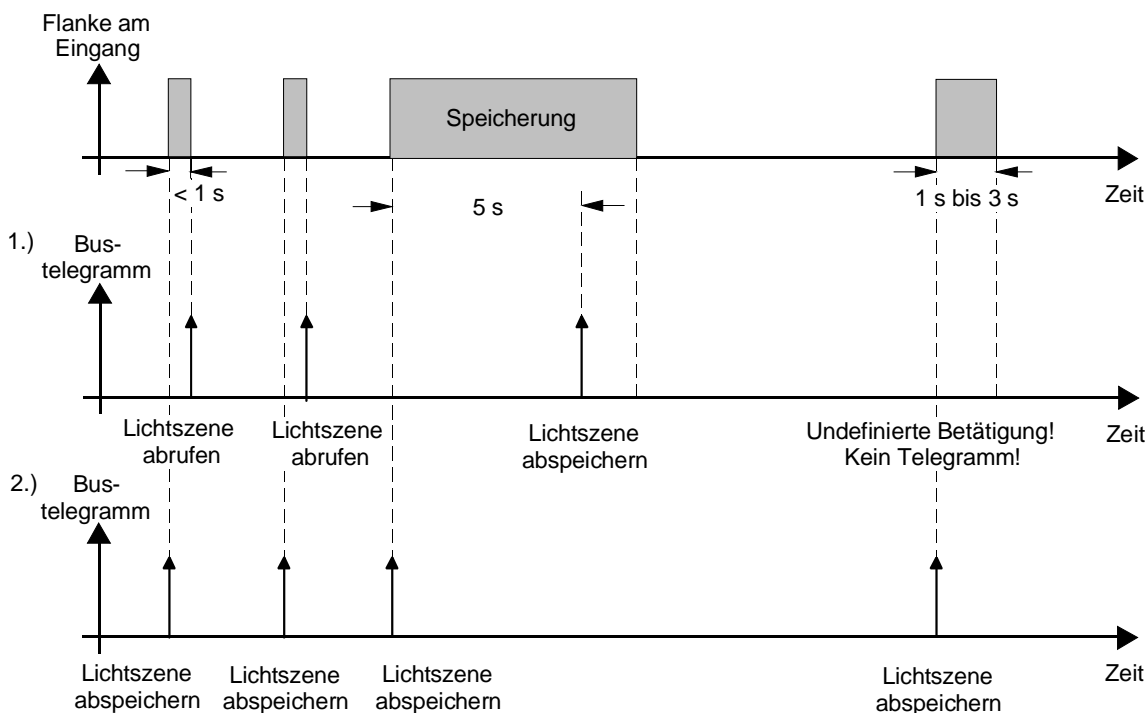 Flanke am
Eingang
Speicherung
< 1 s
5 s
1 s bis 3 s
Zeit
1.) Bus-
telegramm
Lichtszene
abrufen
Lichtszene
abrufen
Lichtszene
abspeichern
Undefinierte Betätigung!
Kein Telegramm!
Zeit
2.) Bus-
telegramm
Lichtszene
abspeichern
Lichtszene
abspeichern
Lichtszene
abspeichern
Lichtszene
abspeichern
Zeit